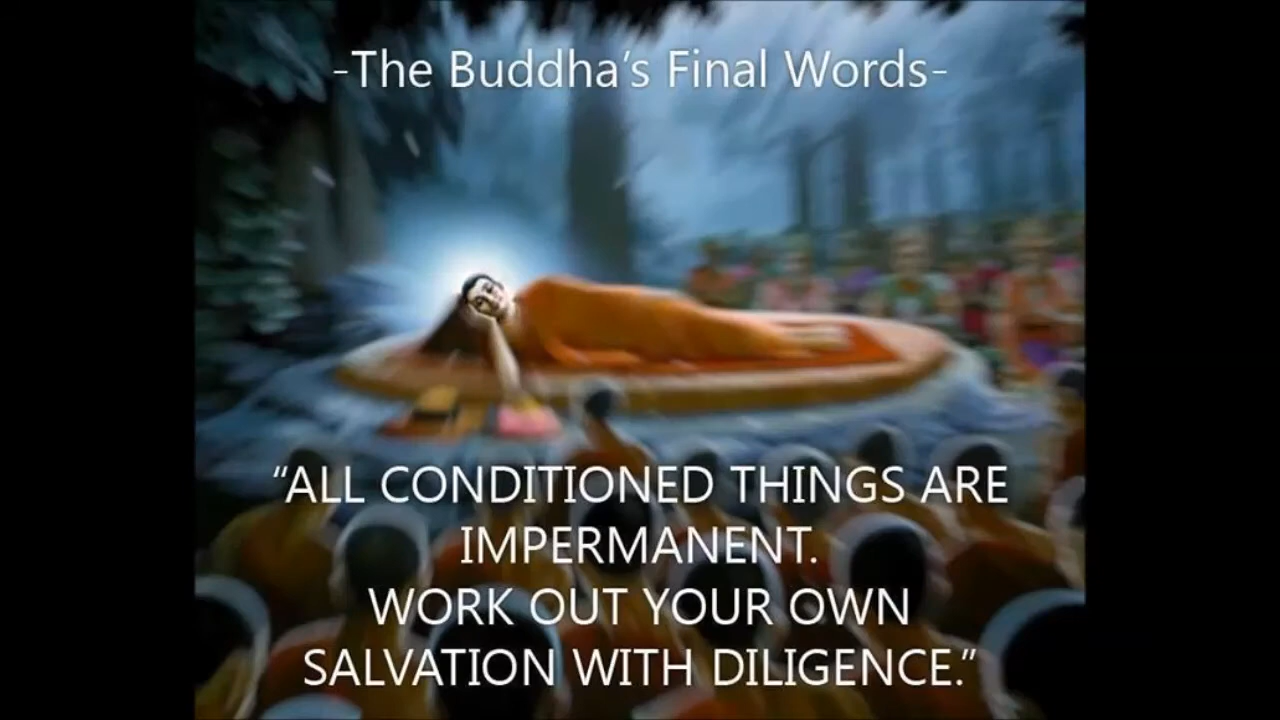 -The Buddha’s Final Words-
“ALL CONDITIONED THINGS ARE
IMPERMANENT.
WORK OUT YOUR OWN
SALVATION WITH DILIGENCE.”